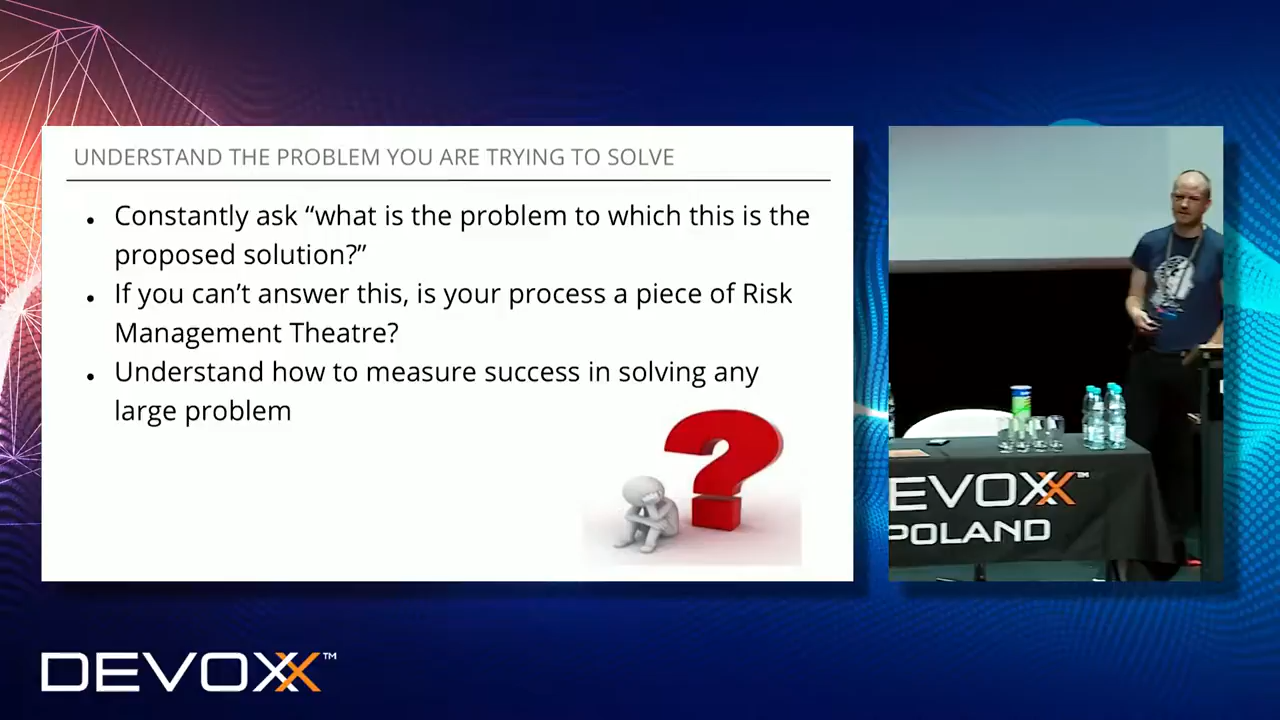 UNDERSTAND THE PROBLEM YOU ARE TRYING TO SOLVE
• Constantly ask “what is the problem to which this is the
proposed solution?”
• If you can’t answer this, is your process a piece of Risk
Management Theatre?
• Understand how to measure success in solving any
large problem
EVOXX™
POLAND
DEVOXX™